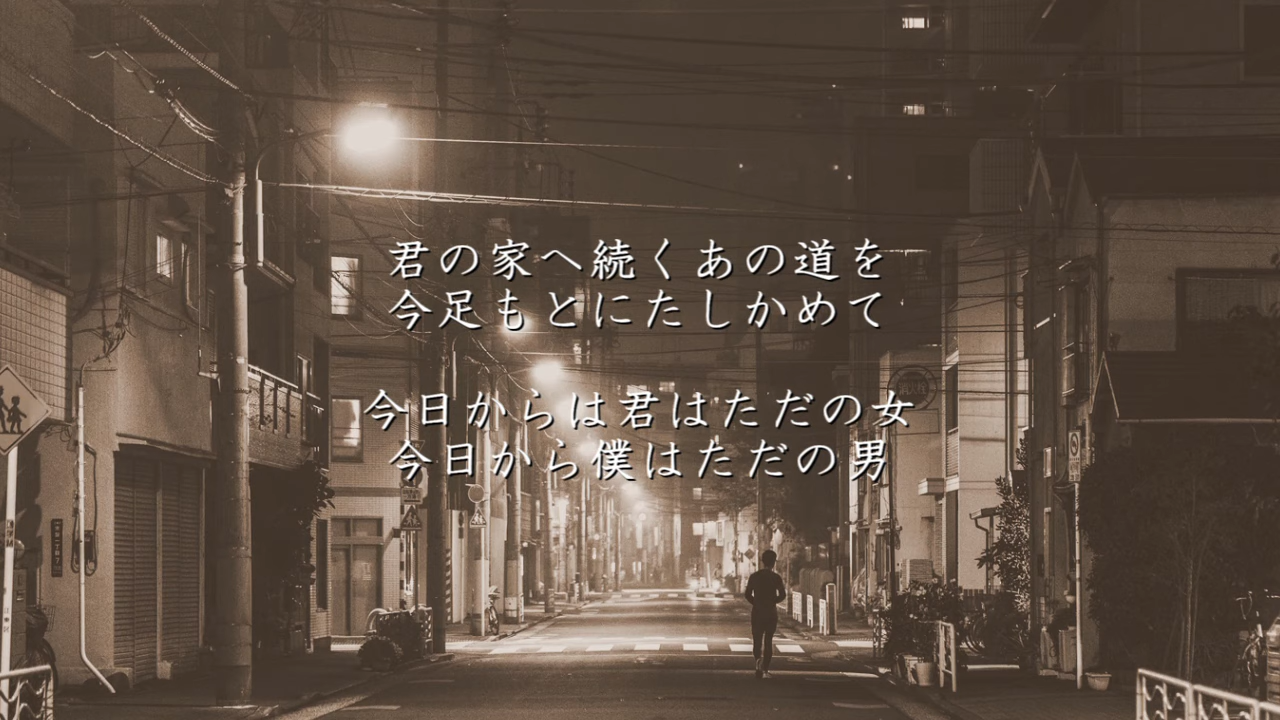 君の家へ続くあの道を
今足もとにたしかめて
今日からは君はただの女
今日から僕はただの男